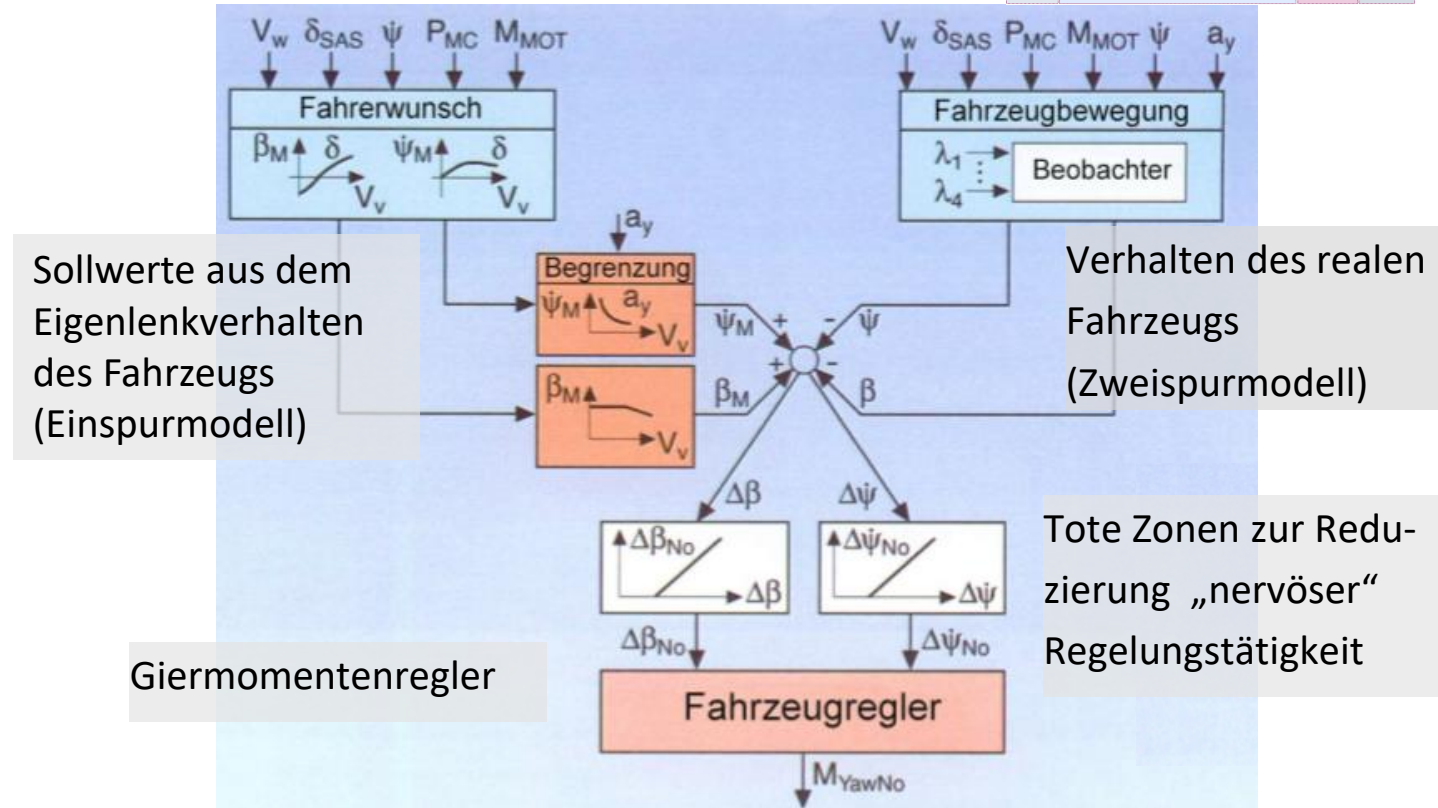 V_w δ_SAS ψ̇ P_MC M_MOT
V_w δ_SAS P_MC M_MOT ψ̇ a_y
Fahrerwunsch
β_M δ ψ̇_M δ
V_v V_v
Fahrzeugbewegung
λ_1
⋮
λ_4
Beobachter
Sollwerte aus dem
Eigenlenkverhalten
des Fahrzeugs
(Einspurmodell)
a_y
Begrenzung
ψ̇_M a_y
V_v
β_M
V_v
ψ̇_M + - ψ̇
β_M + - β
Verhalten des realen
Fahrzeugs
(Zweispurmodell)
Δβ Δψ̇
Δβ_No
Δβ
Δψ̇_No
Δψ̇
Tote Zonen zur Redu-
zierung „nervöser“
Regelungstätigkeit
Δβ_No Δψ̇_No
Giermomentenregler
Fahrzeugregler
M_YawNo